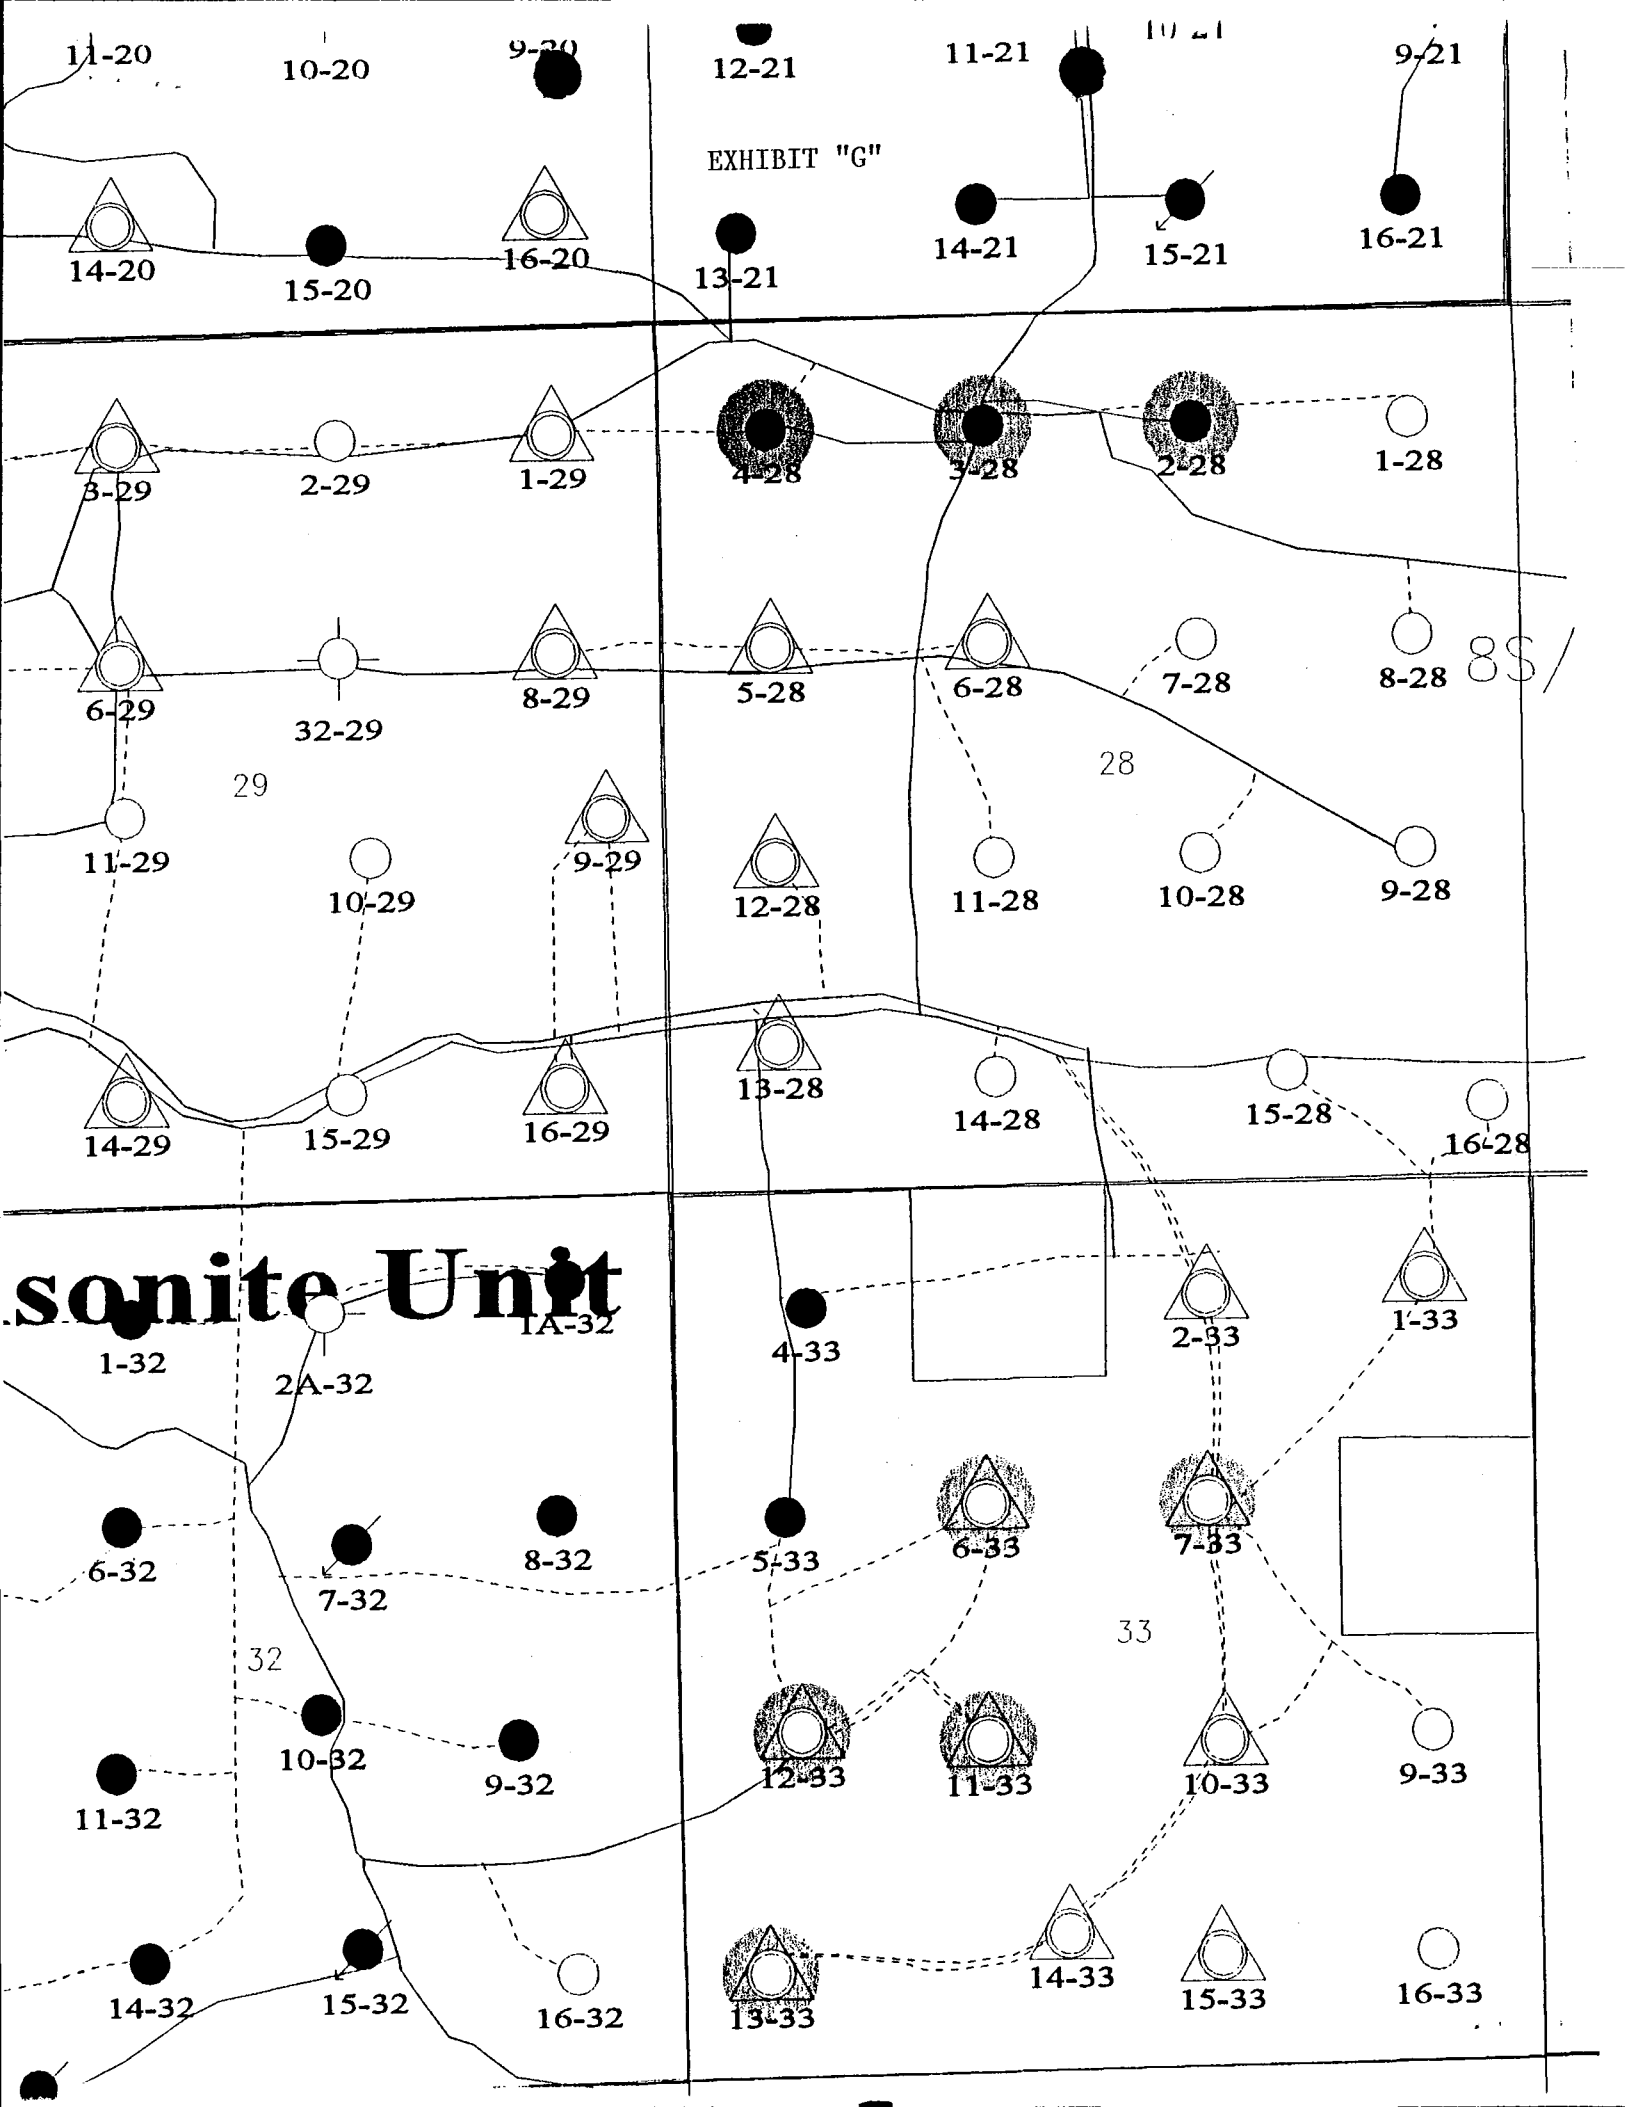 11-20 10-20 9-20 12-21 11-21 10-21 9-21
EXHIBIT "G"
14-20 15-20 16-20 13-21 14-21 15-21 16-21
3-29 2-29 1-29 4-28 3-28 2-28 1-28
6-29 32-29 8-29 5-28 6-28 7-28 8-28 8S/
29 28
11-29 10-29 9-29 12-28 11-28 10-28 9-28
14-29 15-29 16-29 13-28 14-28 15-28 16-28
sonite Unit
1-32 2A-32 1A-32 4-33 2-33 1-33
6-32 7-32 8-32 5-33 6-33 7-33
32 33
11-32 10-32 9-32 12-33 11-33 10-33 9-33
14-32 15-32 16-32 13-33 14-33 15-33 16-33